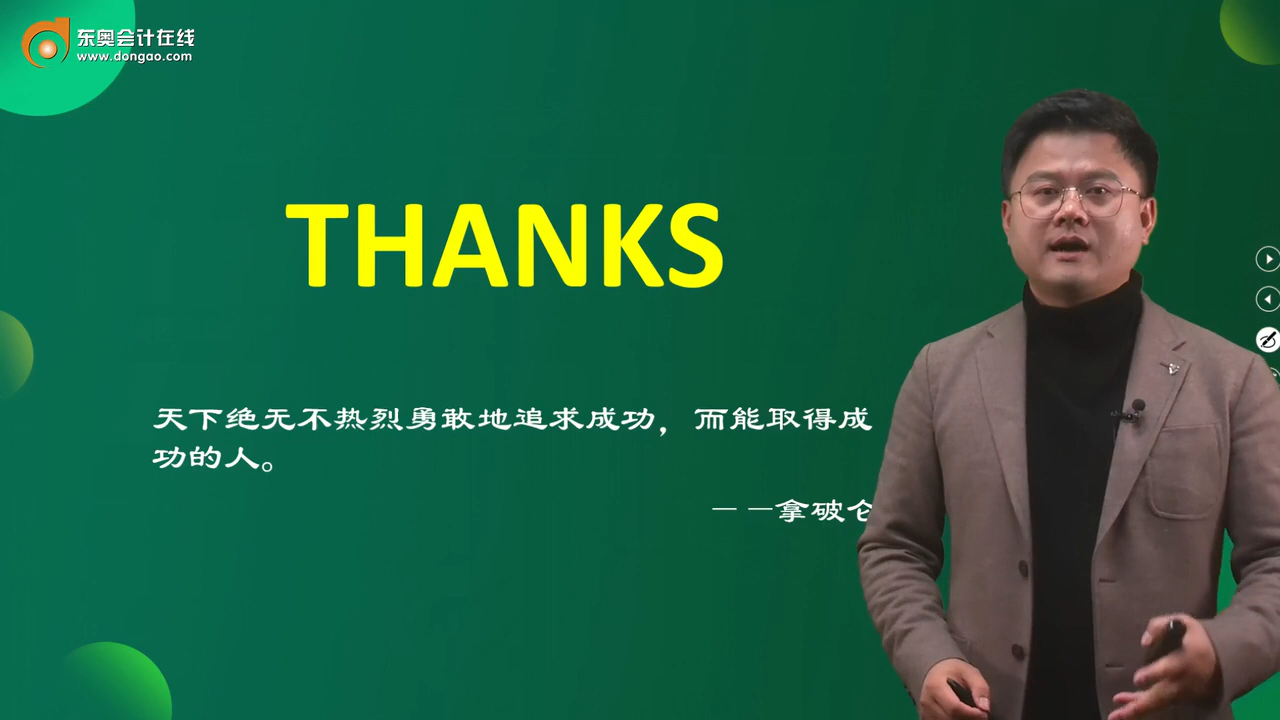 东奥会计在线
www.dongao.com
THANKS
天下绝无不热烈勇敢地追求成功，而能取得成
功的人。
——拿破仑